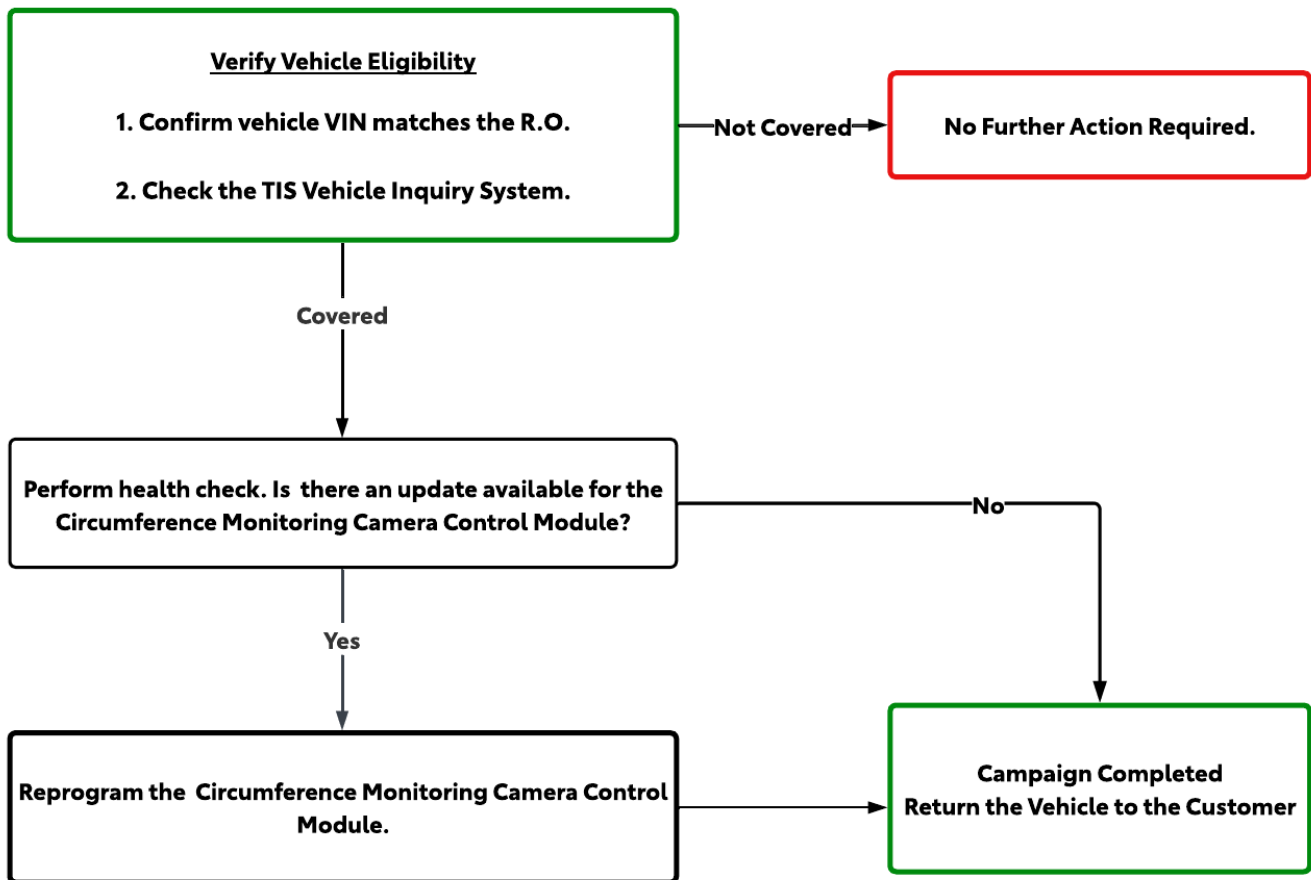 Verify Vehicle Eligibility
1. Confirm vehicle VIN matches the R.O.
2. Check the TIS Vehicle Inquiry System.
Not Covered
No Further Action Required.
Covered
Perform health check. Is  there an update available for the
Circumference Monitoring Camera Control Module?
No
Yes
Reprogram the  Circumference Monitoring Camera Control
Module.
Campaign Completed
Return the Vehicle to the Customer